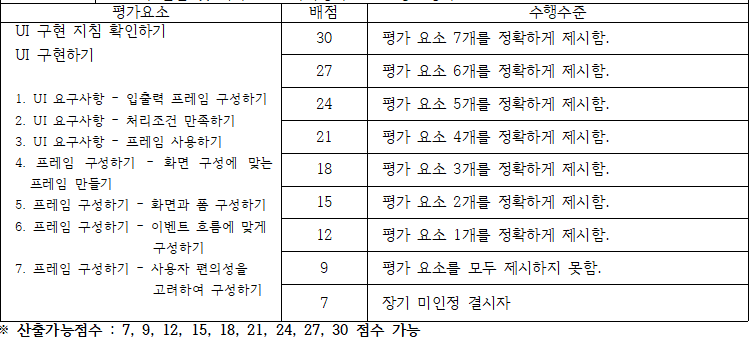 평가요소 배점 수행수준
UI 구현 지침 확인하기
UI 구현하기
1. UI 요구사항 - 입출력 프레임 구성하기
2. UI 요구사항 - 처리조건 만족하기
3. UI 요구사항 - 프레임 사용하기
4. 프레임 구성하기 - 화면 구성에 맞는
프레임 만들기
5. 프레임 구성하기 - 화면과 폼 구성하기
6. 프레임 구성하기 - 이벤트 흐름에 맞게
구성하기
7. 프레임 구성하기 - 사용자 편의성을
고려하여 구성하기
30 평가 요소 7개를 정확하게 제시함.
27 평가 요소 6개를 정확하게 제시함.
24 평가 요소 5개를 정확하게 제시함.
21 평가 요소 4개를 정확하게 제시함.
18 평가 요소 3개를 정확하게 제시함.
15 평가 요소 2개를 정확하게 제시함.
12 평가 요소 1개를 정확하게 제시함.
9 평가 요소를 모두 제시하지 못함.
7 장기 미인정 결시자
※ 산출가능점수 : 7, 9, 12, 15, 18, 21, 24, 27, 30 점수 가능